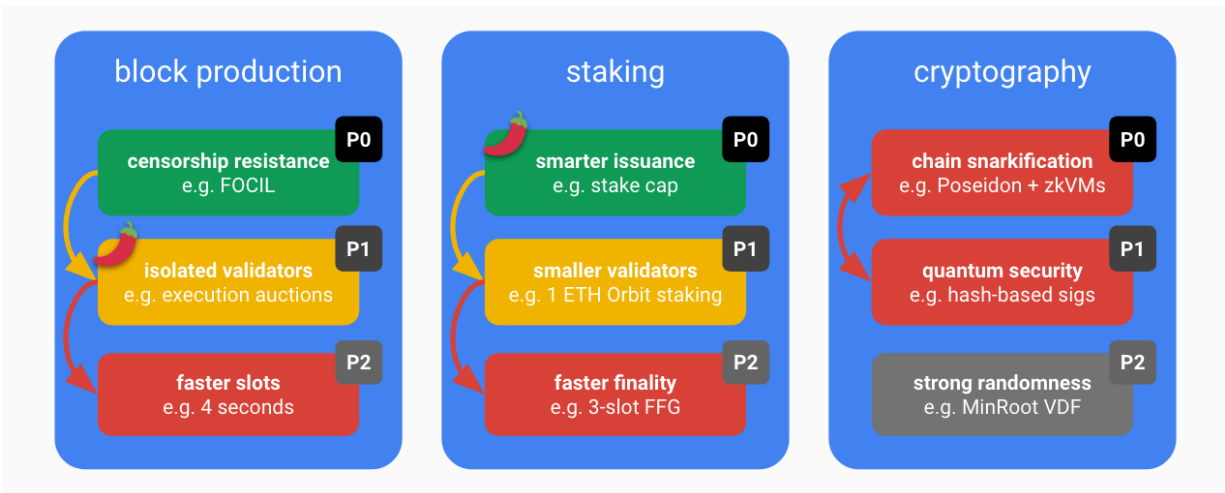 block production
P0
censorship resistance
e.g. FOCIL
P1
isolated validators
e.g. execution auctions
P2
faster slots
e.g. 4 seconds
staking
P0
smarter issuance
e.g. stake cap
P1
smaller validators
e.g. 1 ETH Orbit staking
P2
faster finality
e.g. 3-slot FFG
cryptography
P0
chain snarkification
e.g. Poseidon + zkVMs
P1
quantum security
e.g. hash-based sigs
P2
strong randomness
e.g. MinRoot VDF